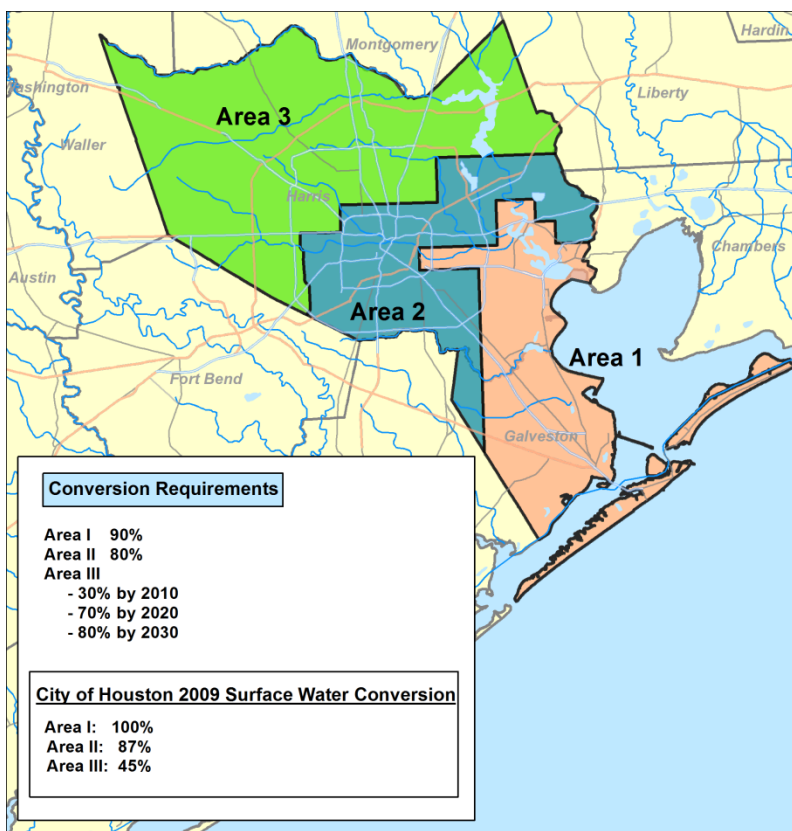 Montgomery
Hardin
Washington
Area 3
Liberty
Waller
Harris
Chambers
Austin
Area 2
Area 1
Fort Bend
Galveston
Conversion Requirements
Area I 90%
Area II 80%
Area III
- 30% by 2010
- 70% by 2020
- 80% by 2030
City of Houston 2009 Surface Water Conversion
Area I: 100%
Area II: 87%
Area III: 45%